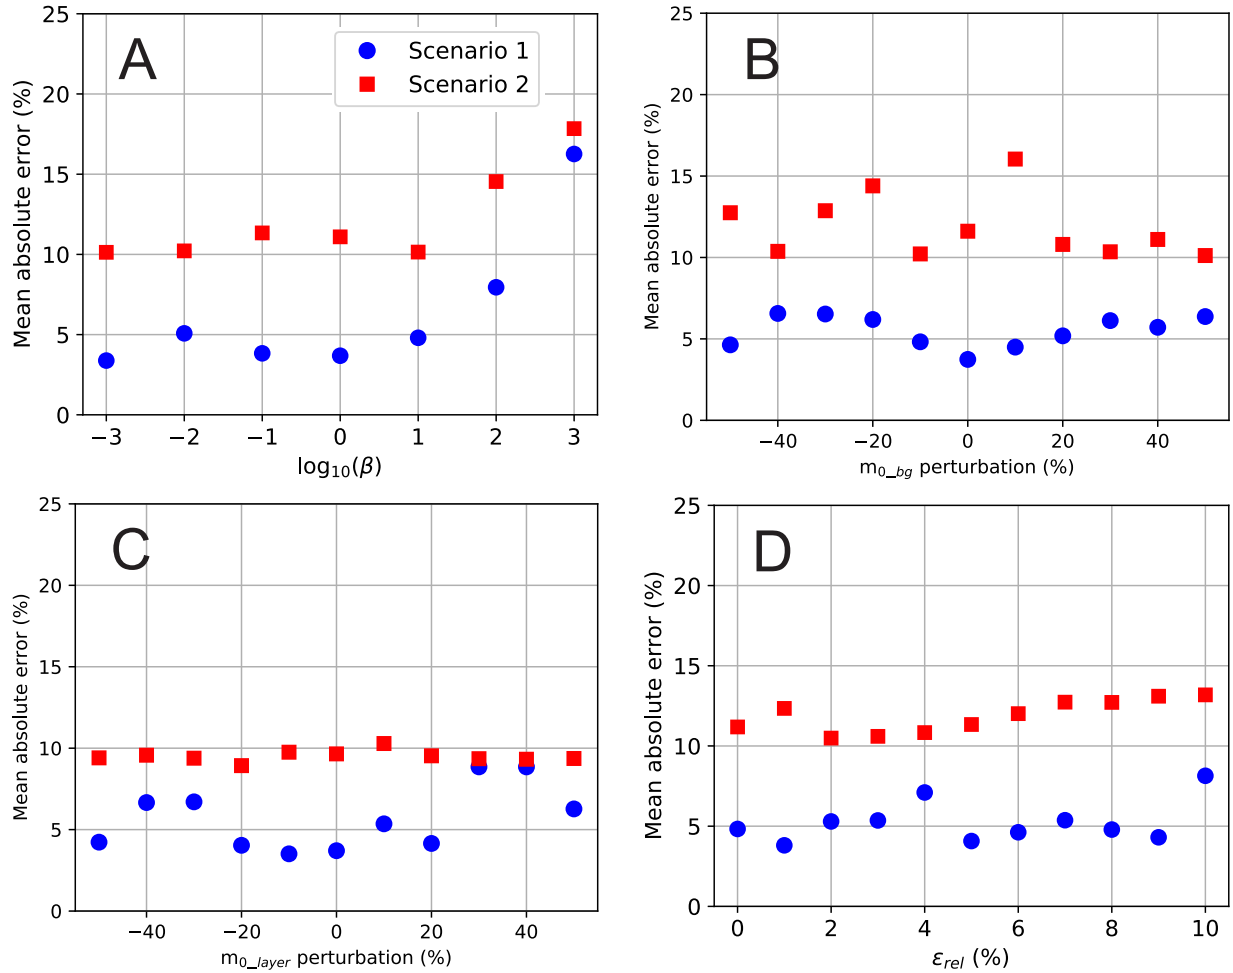 A
Scenario 1
Scenario 2
Mean absolute error (%)
25
20
15
10
5
0
−3 −2 −1 0 1 2 3
log₁₀(β)
B
Mean absolute error (%)
25
20
15
10
5
0
−40 −20 0 20 40
m₀_bg perturbation (%)
C
Mean absolute error (%)
25
20
15
10
5
0
−40 −20 0 20 40
m₀_layer perturbation (%)
D
Mean absolute error (%)
25
20
15
10
5
0
0 2 4 6 8 10
εrel (%)